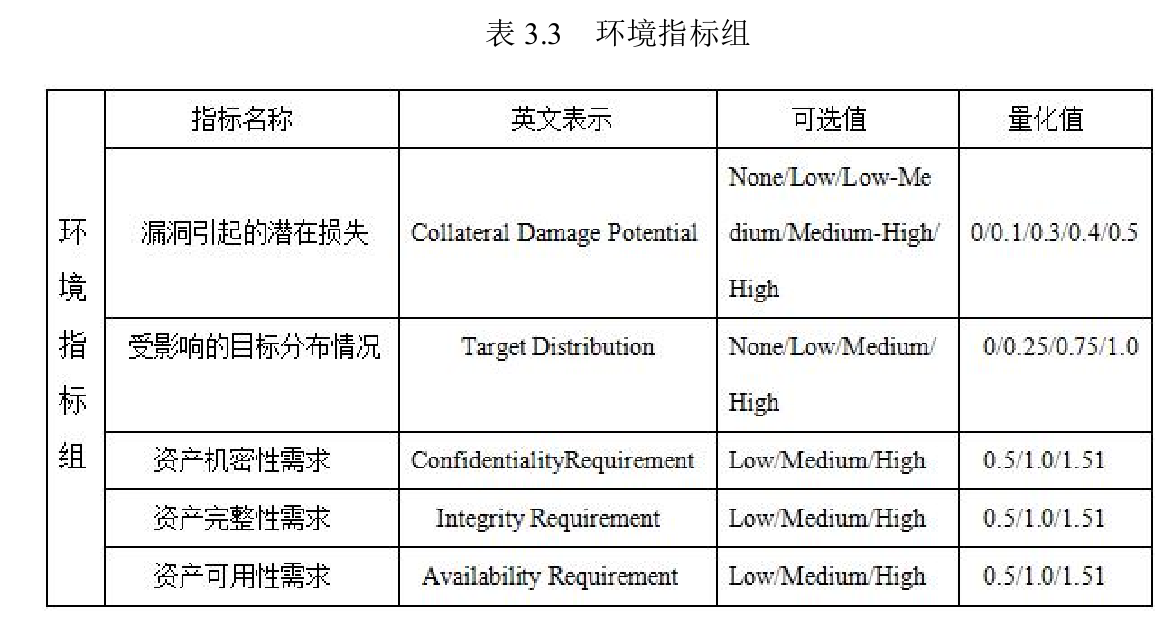 表 3.3 环境指标组
环
境
指
标
组
指标名称 英文表示 可选值 量化值
漏洞引起的潜在损失 Collateral Damage Potential None/Low/Low-Me
dium/Medium-High/
High 0/0.1/0.3/0.4/0.5
受影响的目标分布情况 Target Distribution None/Low/Medium/
High 0/0.25/0.75/1.0
资产机密性需求 ConfidentialityRequirement Low/Medium/High 0.5/1.0/1.51
资产完整性需求 Integrity Requirement Low/Medium/High 0.5/1.0/1.51
资产可用性需求 Availability Requirement Low/Medium/High 0.5/1.0/1.51